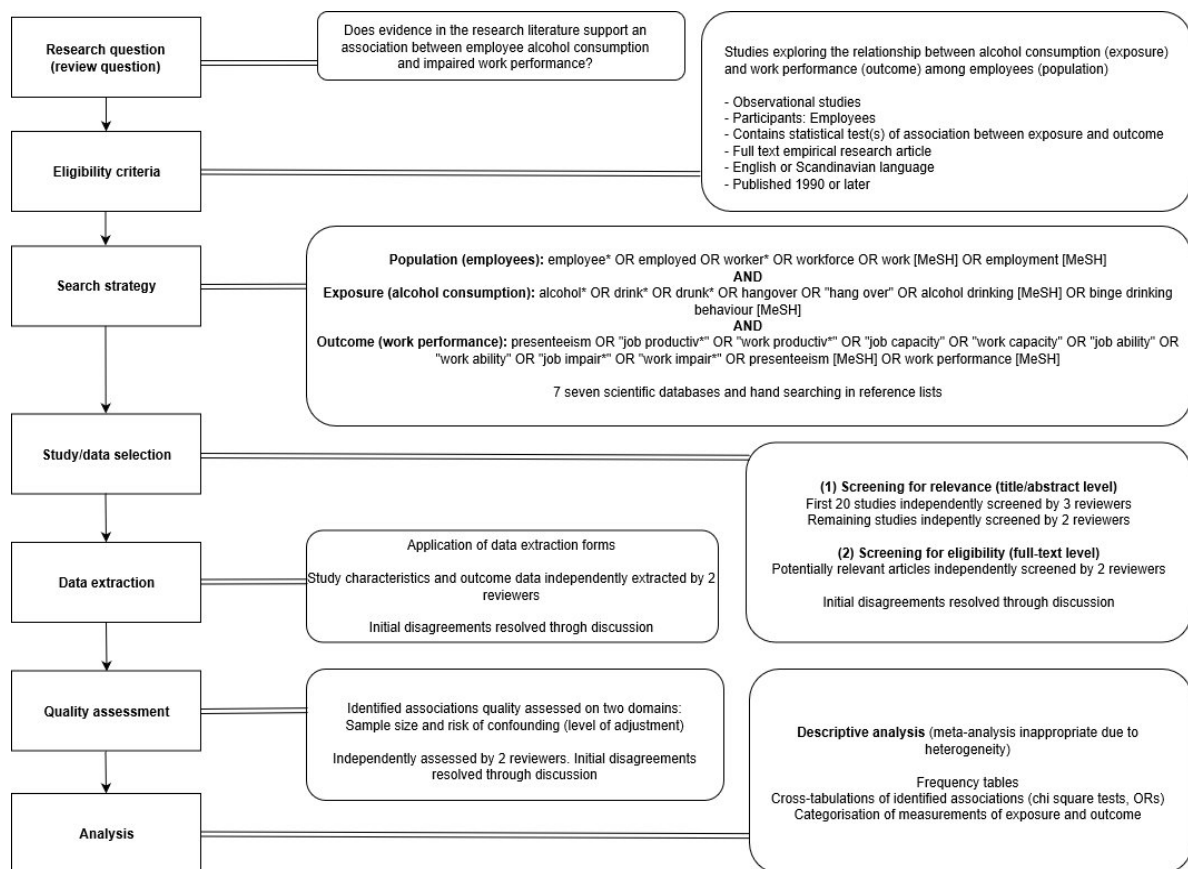 Research question
(review question)
Does evidence in the research literature support an
association between employee alcohol consumption
and impaired work performance?
Studies exploring the relationship between alcohol consumption (exposure)
and work performance (outcome) among employees (population)
- Observational studies
- Participants: Employees
- Contains statistical test(s) of association between exposure and outcome
- Full text empirical research article
- English or Scandinavian language
- Published 1990 or later
Eligibility criteria
Search strategy
Population (employees): employee* OR employed OR worker* OR workforce OR work [MeSH] OR employment [MeSH]
AND
Exposure (alcohol consumption): alcohol* OR drink* OR drunk* OR hangover OR "hang over" OR alcohol drinking [MeSH] OR binge drinking
behaviour [MeSH]
AND
Outcome (work performance): presenteeism OR "job productiv*" OR "work productiv*" OR "job capacity" OR "work capacity" OR "job ability" OR
"work ability" OR "job impair*" OR "work impair*" OR presenteeism [MeSH] OR work performance [MeSH]
7 seven scientific databases and hand searching in reference lists
Study/data selection
(1) Screening for relevance (title/abstract level)
First 20 studies independently screened by 3 reviewers
Remaining studies indepently screened by 2 reviewers
(2) Screening for eligibility (full-text level)
Potentially relevant articles independently screened by 2 reviewers
Initial disagreements resolved through discussion
Data extraction
Application of data extraction forms
Study characteristics and outcome data independently extracted by 2
reviewers
Initial disagreements resolved throgh discussion
Quality assessment
Identified associations quality assessed on two domains:
Sample size and risk of confounding (level of adjustment)
Independently assessed by 2 reviewers. Initial disagreements
resolved through discussion
Analysis
Descriptive analysis (meta-analysis inappropriate due to
heterogeneity)
Frequency tables
Cross-tabulations of identified associations (chi square tests, ORs)
Categorisation of measurements of exposure and outcome